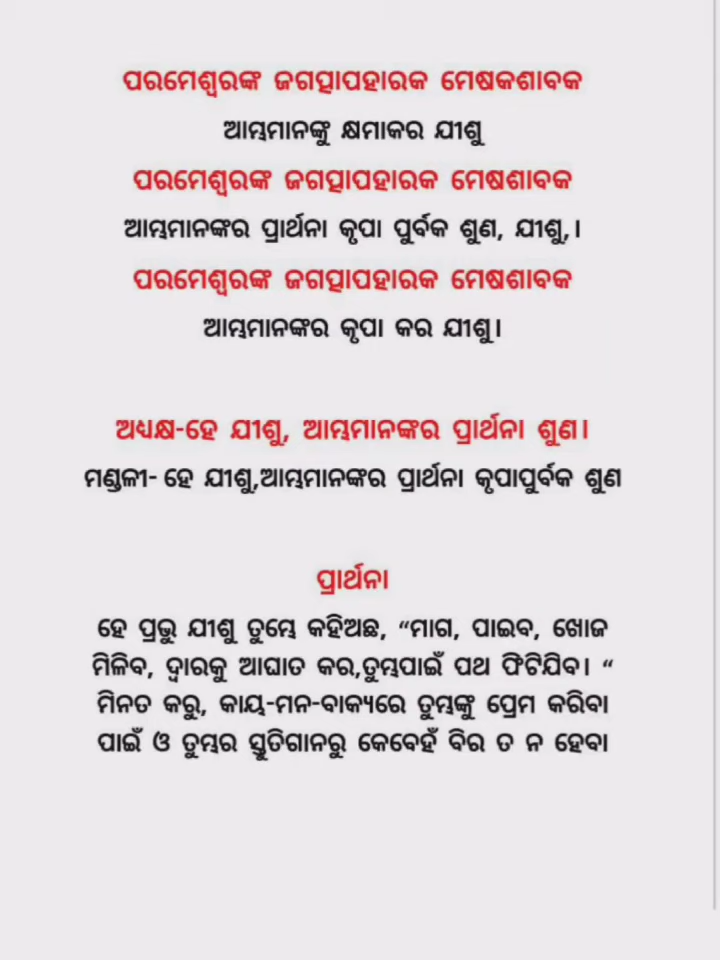 ପରମେଶ୍ୱରଙ୍କ ଜଗତ୍ପାପହାରକ ମେଷକଶାବକ
ଆମ୍ଭମାନଙ୍କୁ କ୍ଷମାକର ଯୀଶୁ
ପରମେଶ୍ୱରଙ୍କ ଜଗତ୍ପାପହାରକ ମେଷଶାବକ
ଆମ୍ଭମାନଙ୍କର ପ୍ରାର୍ଥନା କୃପା ପୁର୍ବକ ଶୁଣ, ଯୀଶୁ,।
ପରମେଶ୍ୱରଙ୍କ ଜଗତ୍ପାପହାରକ ମେଷଶାବକ
ଆମ୍ଭମାନଙ୍କର କୃପା କର ଯୀଶୁ।
ଅଧ୍ୟକ୍ଷ-ହେ ଯୀଶୁ, ଆମ୍ଭମାନଙ୍କର ପ୍ରାର୍ଥନା ଶୁଣ।
ମଣ୍ଡଳୀ- ହେ ଯୀଶୁ,ଆମ୍ଭମାନଙ୍କର ପ୍ରାର୍ଥନା କୃପାପୁର୍ବକ ଶୁଣ
ପ୍ରାର୍ଥନା
ହେ ପ୍ରଭୁ ଯୀଶୁ ତୁମ୍ଭେ କହିଅଛ, “ମାଗ, ପାଇବ, ଖୋଜ
ମିଳିବ, ଦ୍ୱାରକୁ ଆଘାତ କର,ତୁମ୍ଭପାଇଁ ପଥ ଫିଟିଯିବ। “
ମିନତ କରୁ, କାୟ-ମନ-ବାକ୍ୟରେ ତୁମ୍ଭଙ୍କୁ ପ୍ରେମ କରିବା
ପାଇଁ ଓ ତୁମ୍ଭର ସ୍ତୁତିଗାନରୁ କେବେହଁ ବିର ତ ନ ହେବା